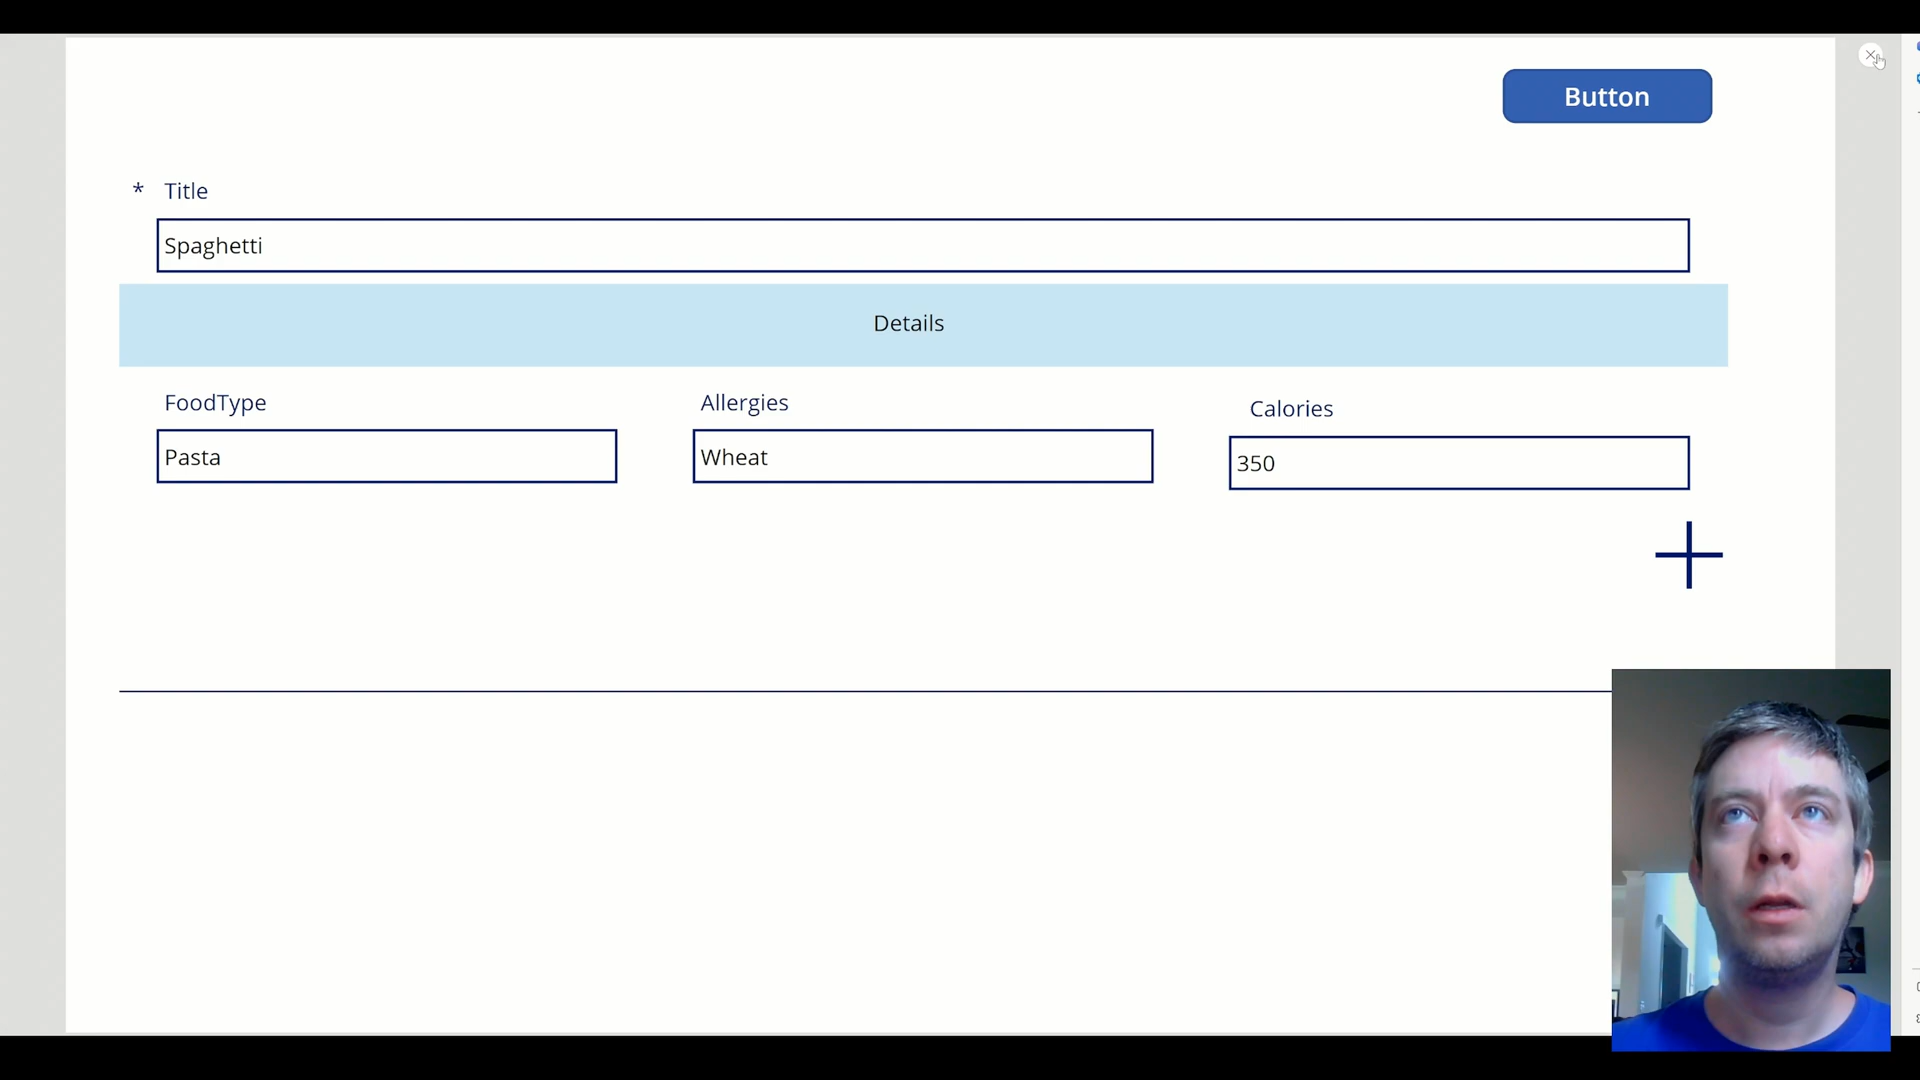 Button
* Title
Spaghetti
Details
FoodType Allergies Calories
Pasta Wheat 350